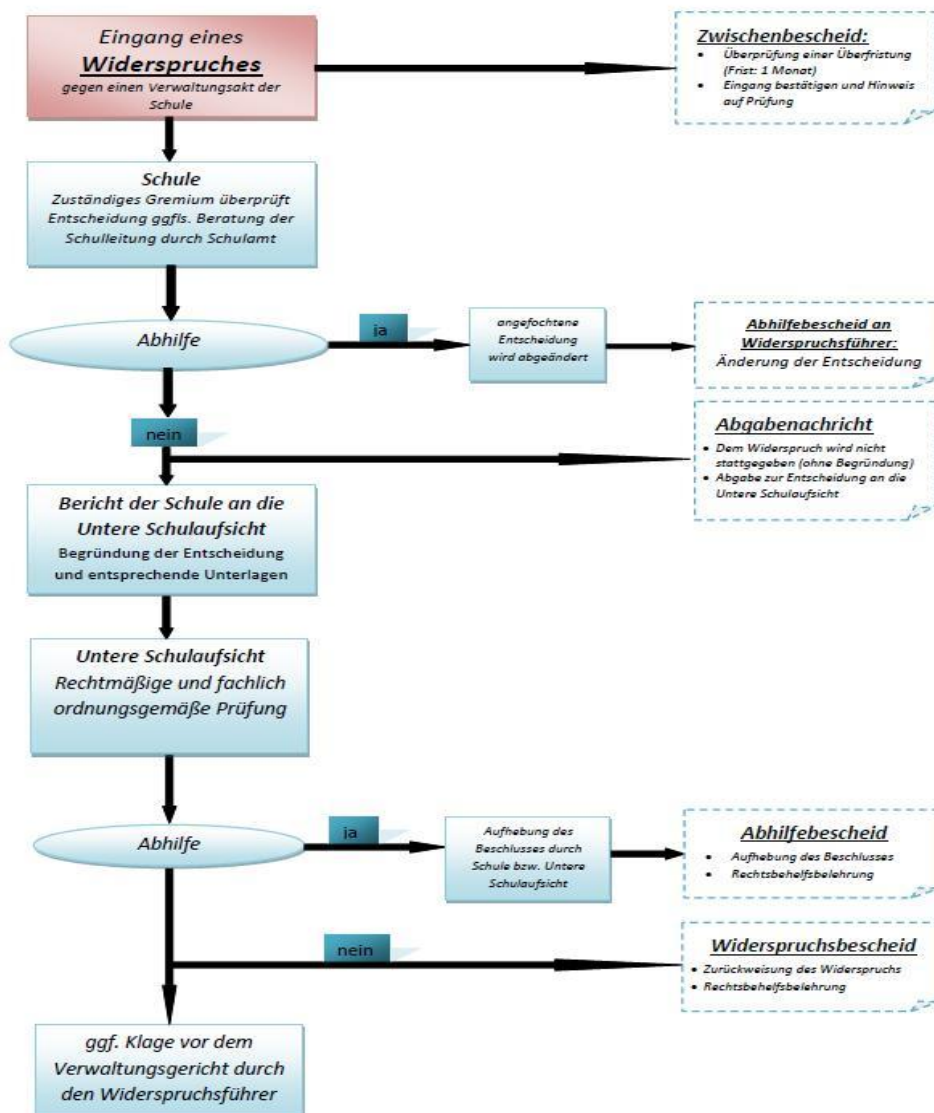 Eingang eines
Widerspruches
gegen einen Verwaltungsakt der
Schule
Zwischenbescheid:
• Überprüfung einer Überfristung
(Frist: 1 Monat)
• Eingang bestätigen und Hinweis
auf Prüfung
Schule
Zuständiges Gremium überprüft
Entscheidung ggfls. Beratung der
Schulleitung durch Schulamt
Abhilfe
ja
angefochtene
Entscheidung
wird abgeändert
Abhilfebescheid an
Widerspruchsführer:
Änderung der Entscheidung
nein
Abgabenachricht
• Dem Widerspruch wird nicht
stattgegeben (ohne Begründung)
• Abgabe zur Entscheidung an die
Untere Schulaufsicht
Bericht der Schule an die
Untere Schulaufsicht
Begründung der Entscheidung
und entsprechende Unterlagen
Untere Schulaufsicht
Rechtmäßige und fachlich
ordnungsgemäße Prüfung
Abhilfe
ja
Aufhebung des
Beschlusses durch
Schule bzw. Untere
Schulaufsicht
Abhilfebescheid
• Aufhebung des Beschlusses
• Rechtsbehelfsbelehrung
nein
Widerspruchsbescheid
• Zurückweisung des Widerspruchs
• Rechtsbehelfsbelehrung
ggf. Klage vor dem
Verwaltungsgericht durch
den Widerspruchsführer